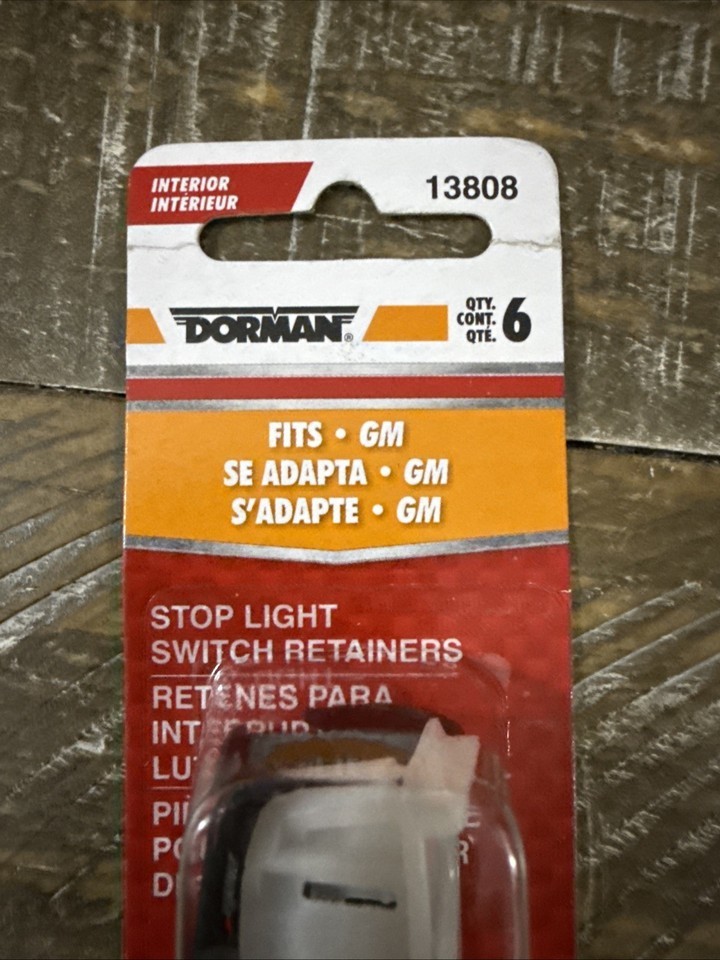 INTERIOR
INTÉRIEUR
13808
DORMAN®
QTY.
CONT.
QTÉ.
6
FITS • GM
SE ADAPTA • GM
S'ADAPTE • GM
STOP LIGHT
SWITCH RETAINERS
RETENES PARA